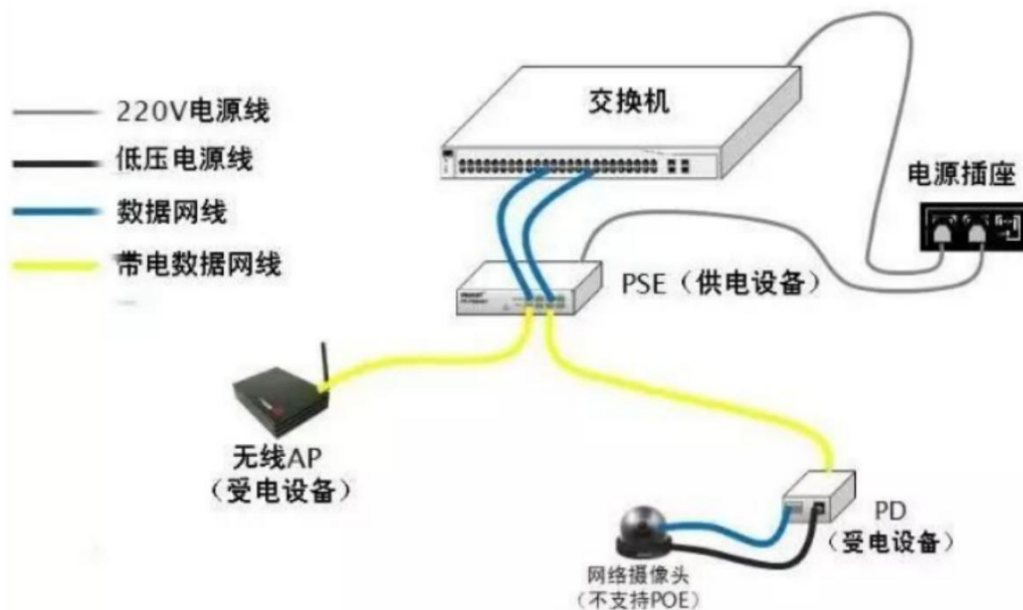 220V电源线
低压电源线
数据网线
带电数据网线
交换机
电源插座
PSE（供电设备）
无线AP
（受电设备）
PD
（受电设备）
网络摄像头
（不支持POE）